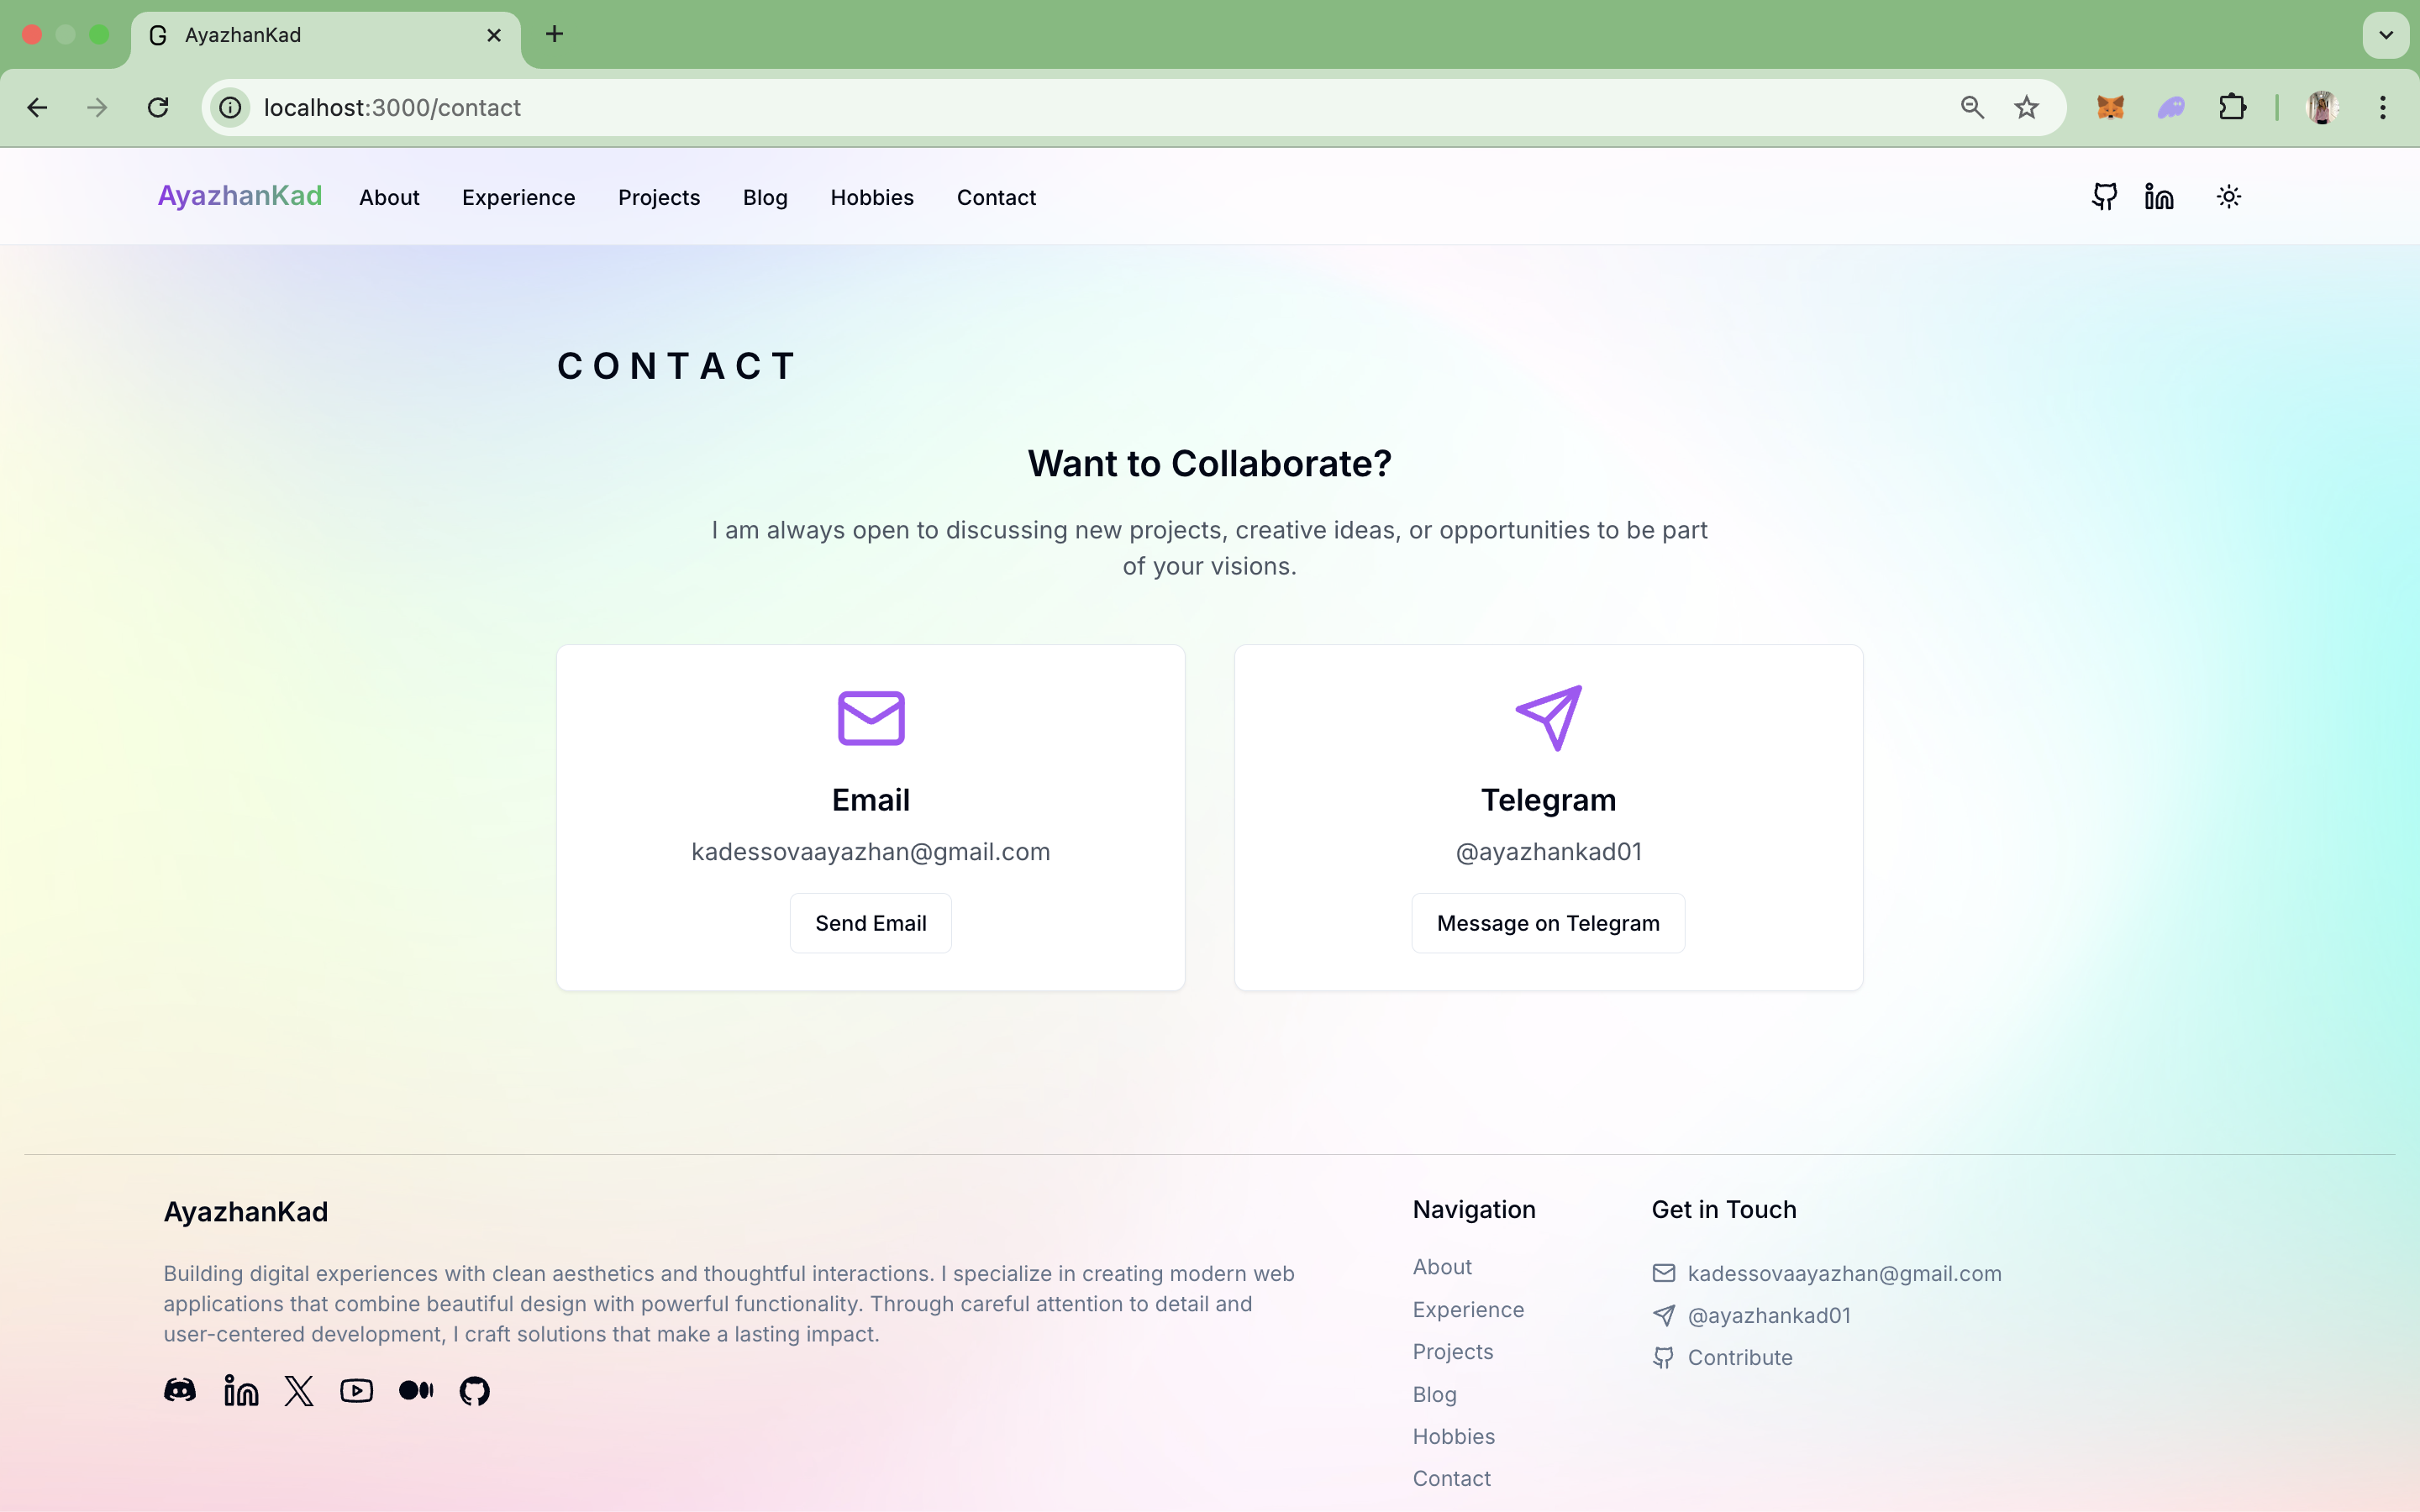 AyazhanKad
localhost:3000/contact
AyazhanKad About Experience Projects Blog Hobbies Contact
CONTACT
Want to Collaborate?
I am always open to discussing new projects, creative ideas, or opportunities to be part
of your visions.
Email
kadessovaayazhan@gmail.com
Send Email
Telegram
@ayazhankad01
Message on Telegram
AyazhanKad
Building digital experiences with clean aesthetics and thoughtful interactions. I specialize in creating modern web
applications that combine beautiful design with powerful functionality. Through careful attention to detail and
user-centered development, I craft solutions that make a lasting impact.
Navigation
About
Experience
Projects
Blog
Hobbies
Contact
Get in Touch
kadessovaayazhan@gmail.com
@ayazhankad01
Contribute